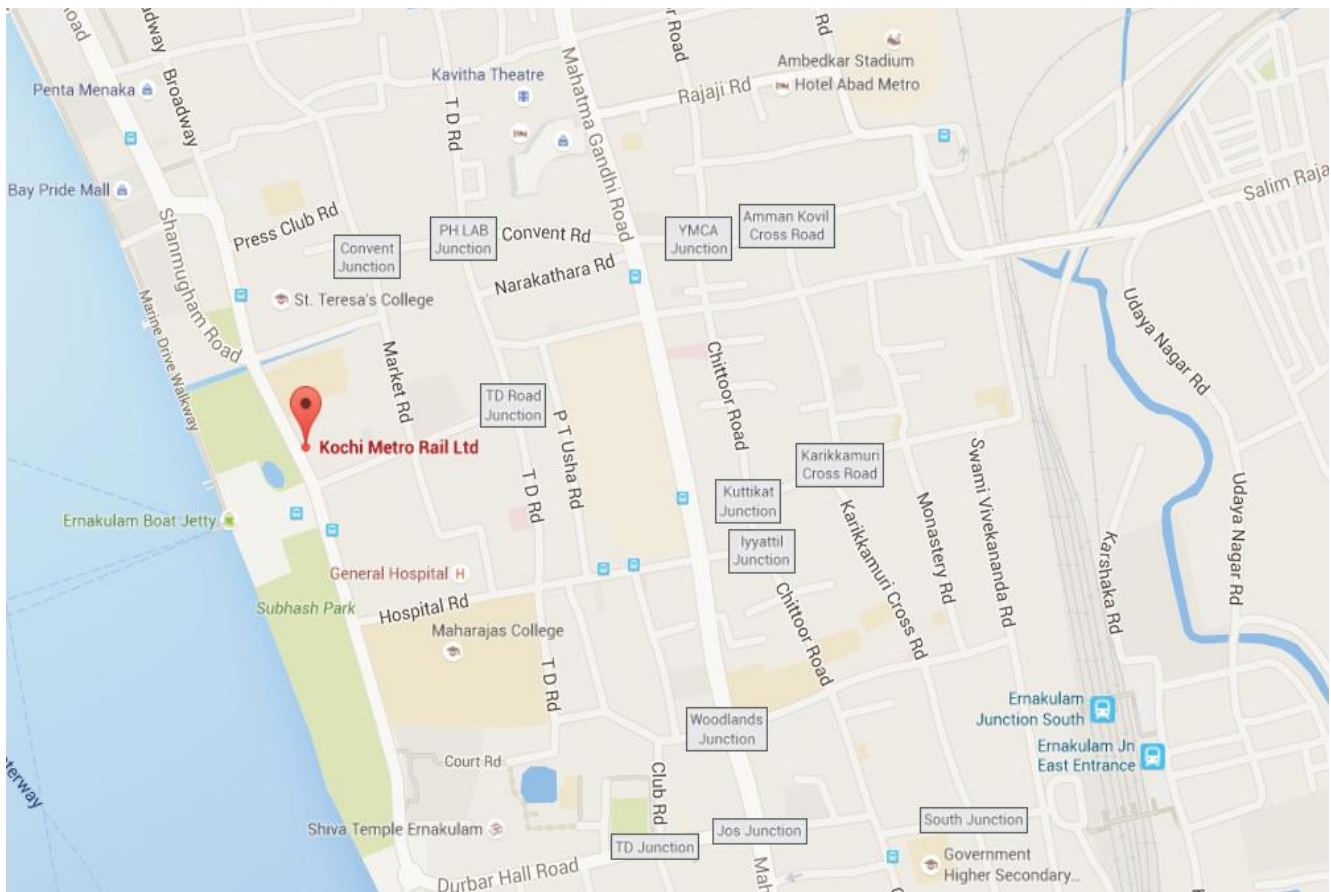 Road
adway
Broadway
Penta Menaka
Bay Pride Mall
Shanmugham Road
Marine Drive Walkway
Press Club Rd
Kavitha Theatre
T D Rd
Mahatma Gandhi Road
Road
Rd
Rajaji Rd
Ambedkar Stadium
Hotel Abad Metro
Salim Raja
Convent
Junction
PH LAB
Junction
Convent Rd
Narakathara Rd
YMCA
Junction
Amman Kovil
Cross Road
St. Teresa's College
Market Rd
TD Road
Junction
Kochi Metro Rail Ltd
P T Usha Rd
T D Rd
Chittoor Road
Karikkamuri
Cross Road
Kuttikat
Junction
Iyyattil
Junction
Udaya Nagar Rd
Udaya Nagar Rd
Swami Vivekananda Rd
Monastery Rd
Karikkamuri Cross Rd
Karshaka Rd
Chittoor Road
Ernakulam Boat Jetty
General Hospital H
Subhash Park
Hospital Rd
Maharajas College
T D Rd
Woodlands
Junction
Ernakulam
Junction South
Ernakulam Jn
East Entrance
Court Rd
Club Rd
terway
Shiva Temple Ernakulam
TD Junction
Jos Junction
South Junction
Durbar Hall Road
Mah
Government
Higher Secondary...